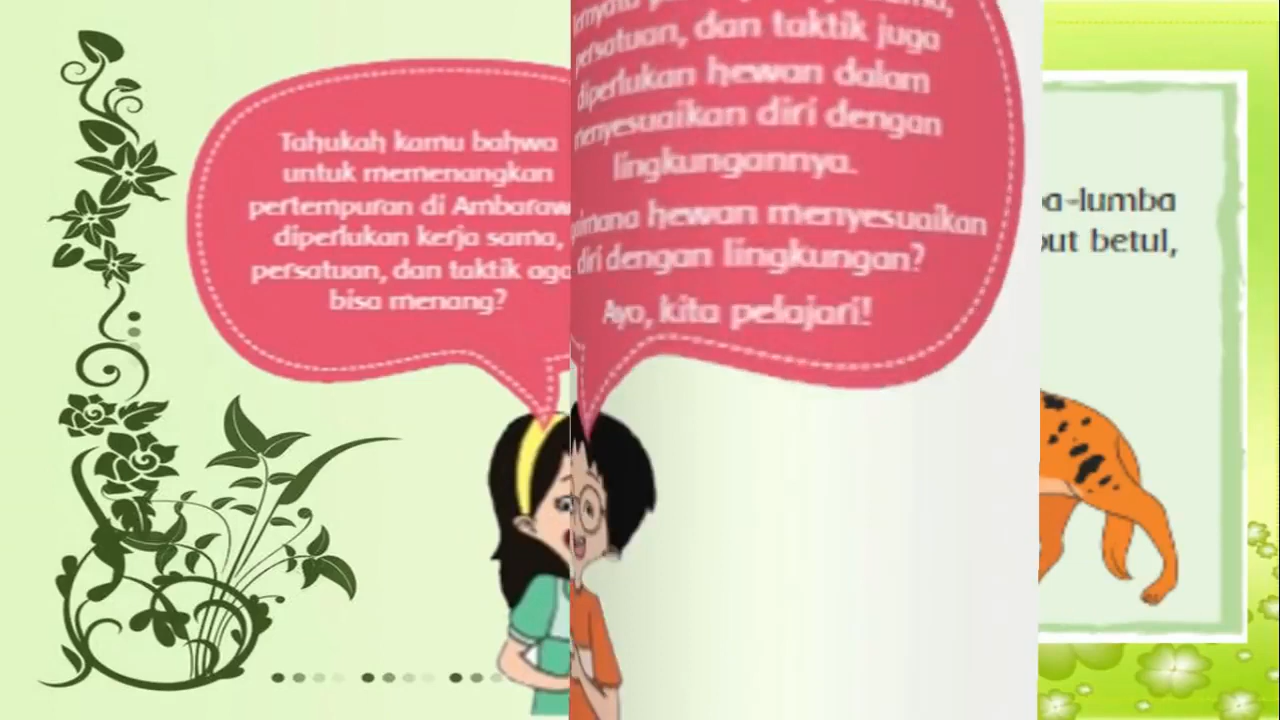 Tahukah kamu bahwa
untuk memenangkan
pertempuran di Ambaraw
diperlukan kerja sama,
persatuan, dan taktik aga
bisa menang?
persatuan, dan taktik juga
diperlukan hewan dalam
menyesuaikan diri dengan
lingkungannya.
hewan menyesuaikan
diri dengan lingkungan?
Ayo, kita pelajari!
a-lumba
but betul,